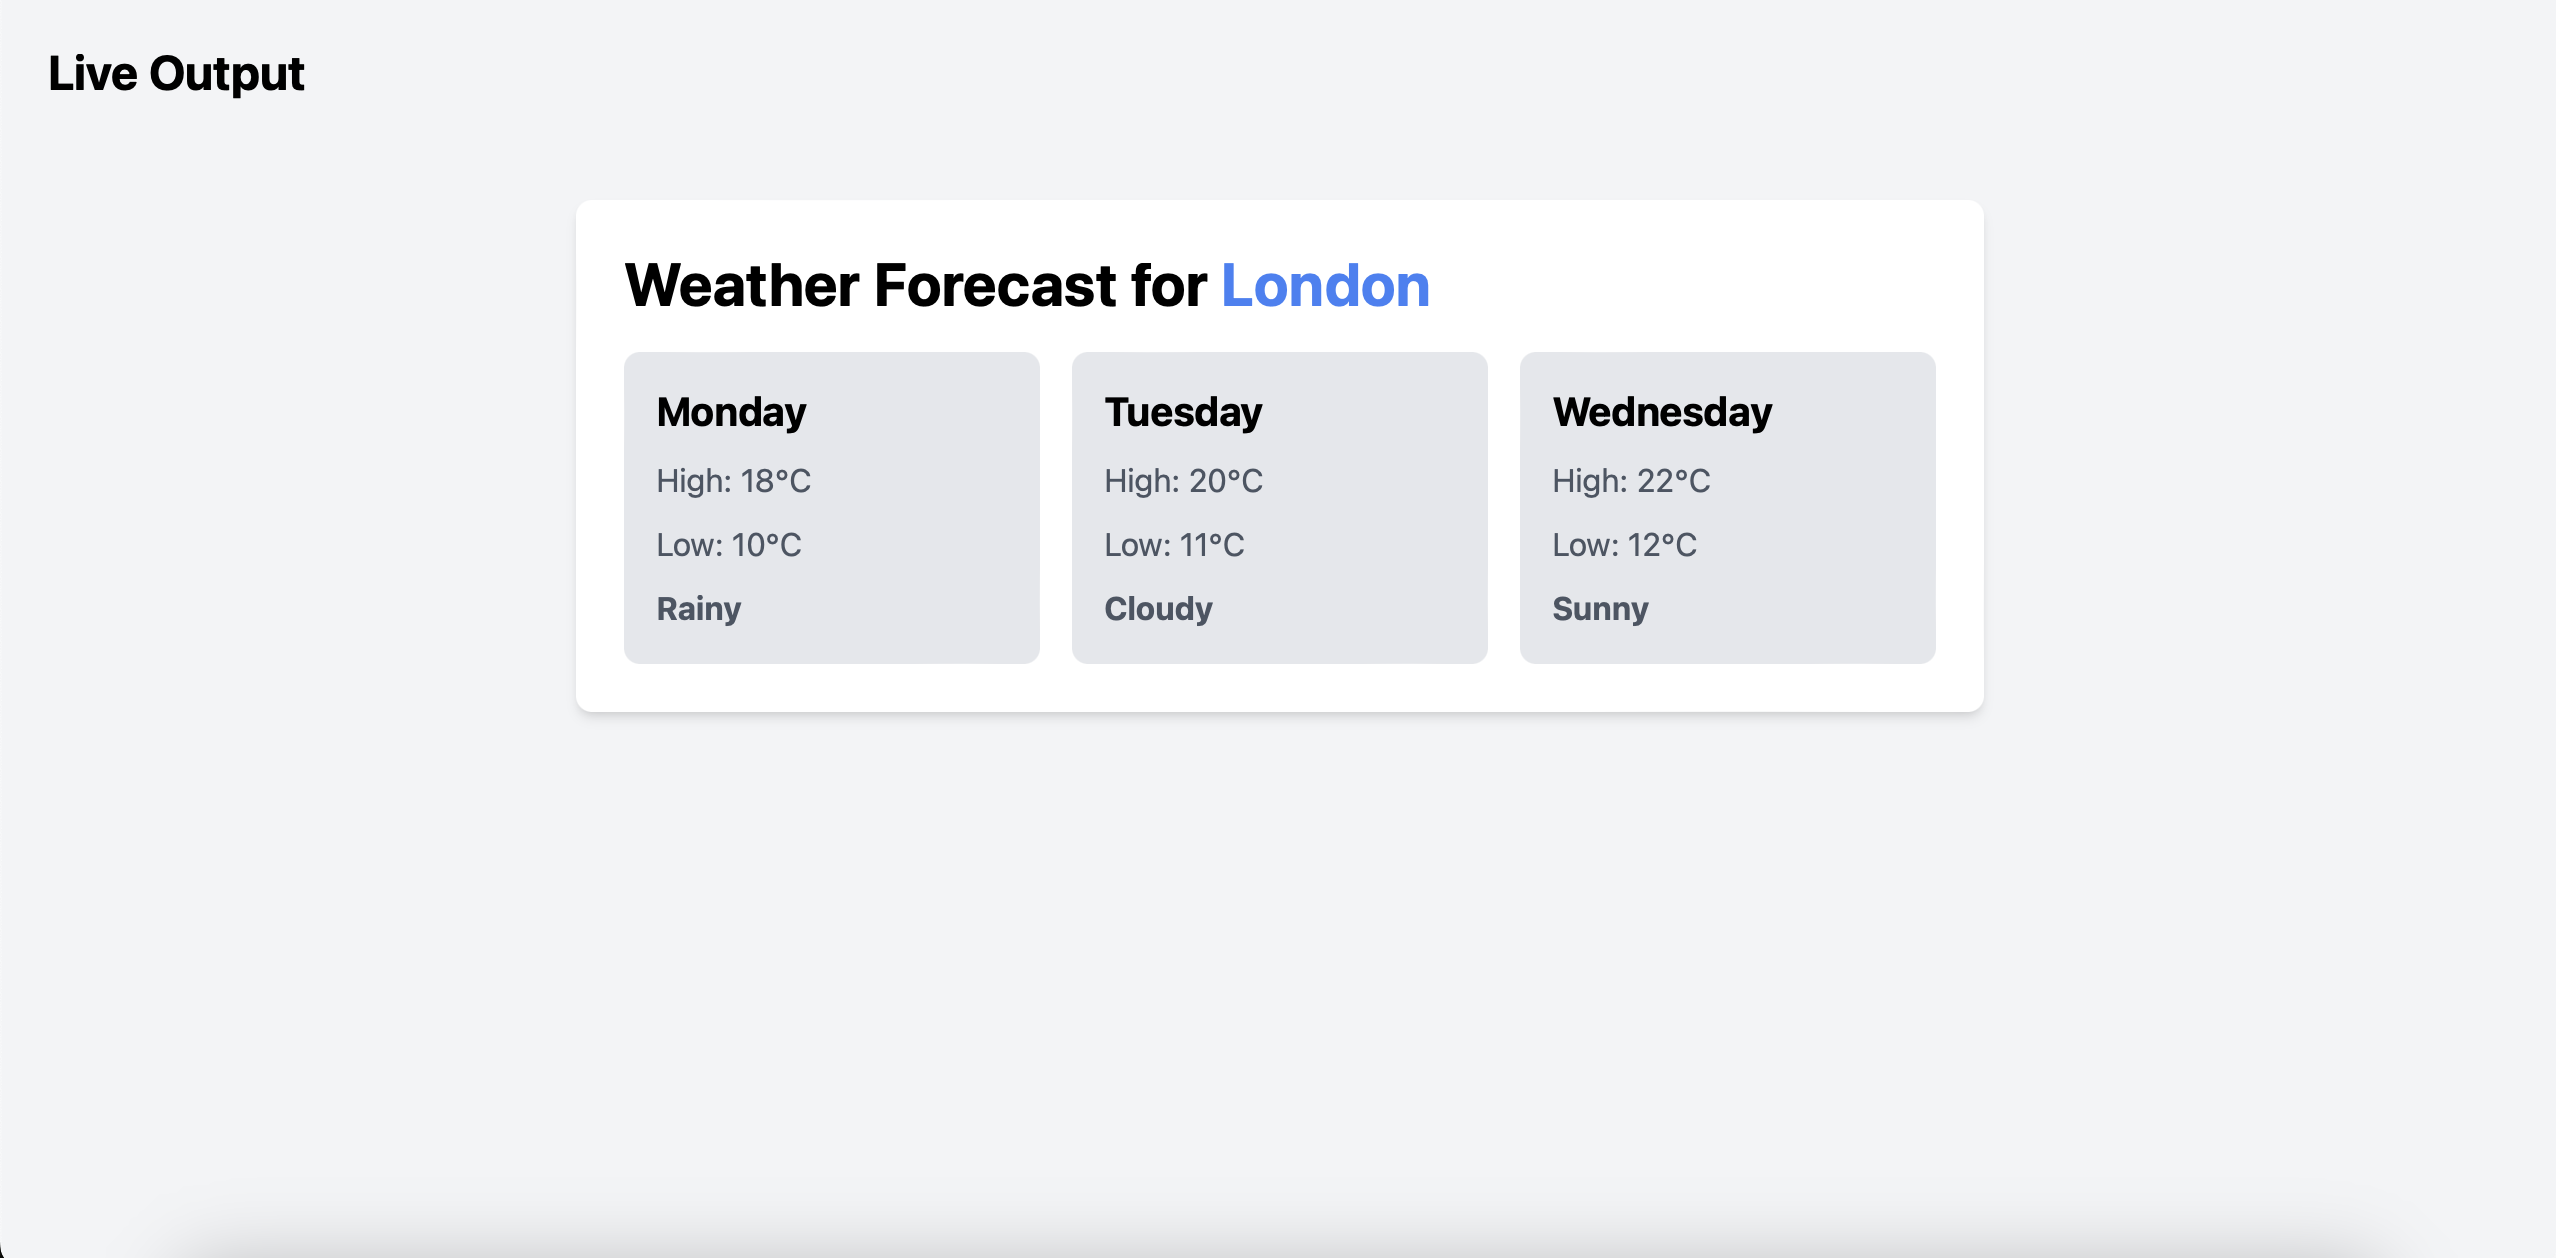 Live Output
Weather Forecast for London
Monday
High: 18°C
Low: 10°C
Rainy
Tuesday
High: 20°C
Low: 11°C
Cloudy
Wednesday
High: 22°C
Low: 12°C
Sunny